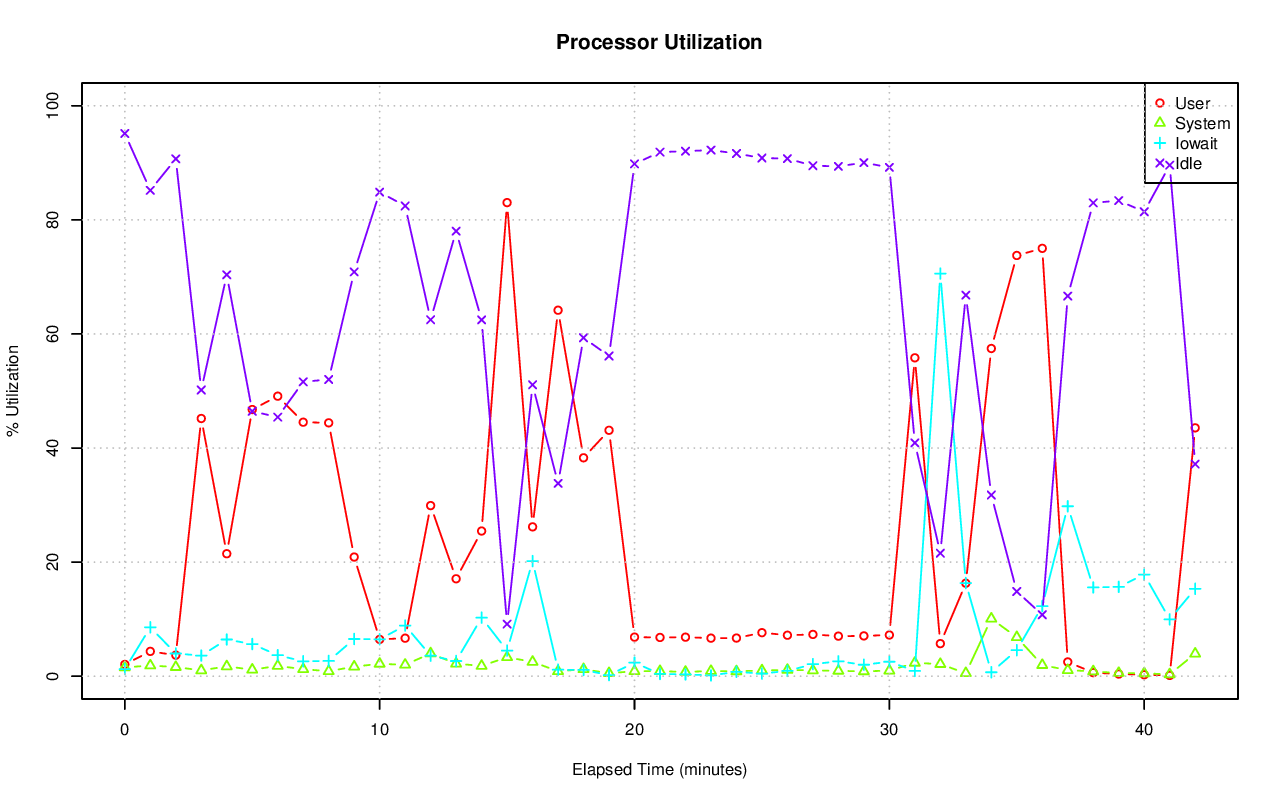 Processor Utilization
% Utilization
100
80
60
40
20
0
User
System
Iowait
Idle
0 10 20 30 40
Elapsed Time (minutes)